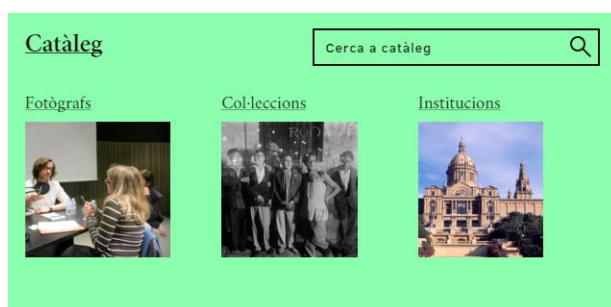 Catàleg
Cerca a catàleg
Fotògrafs
Col·leccions
Institucions